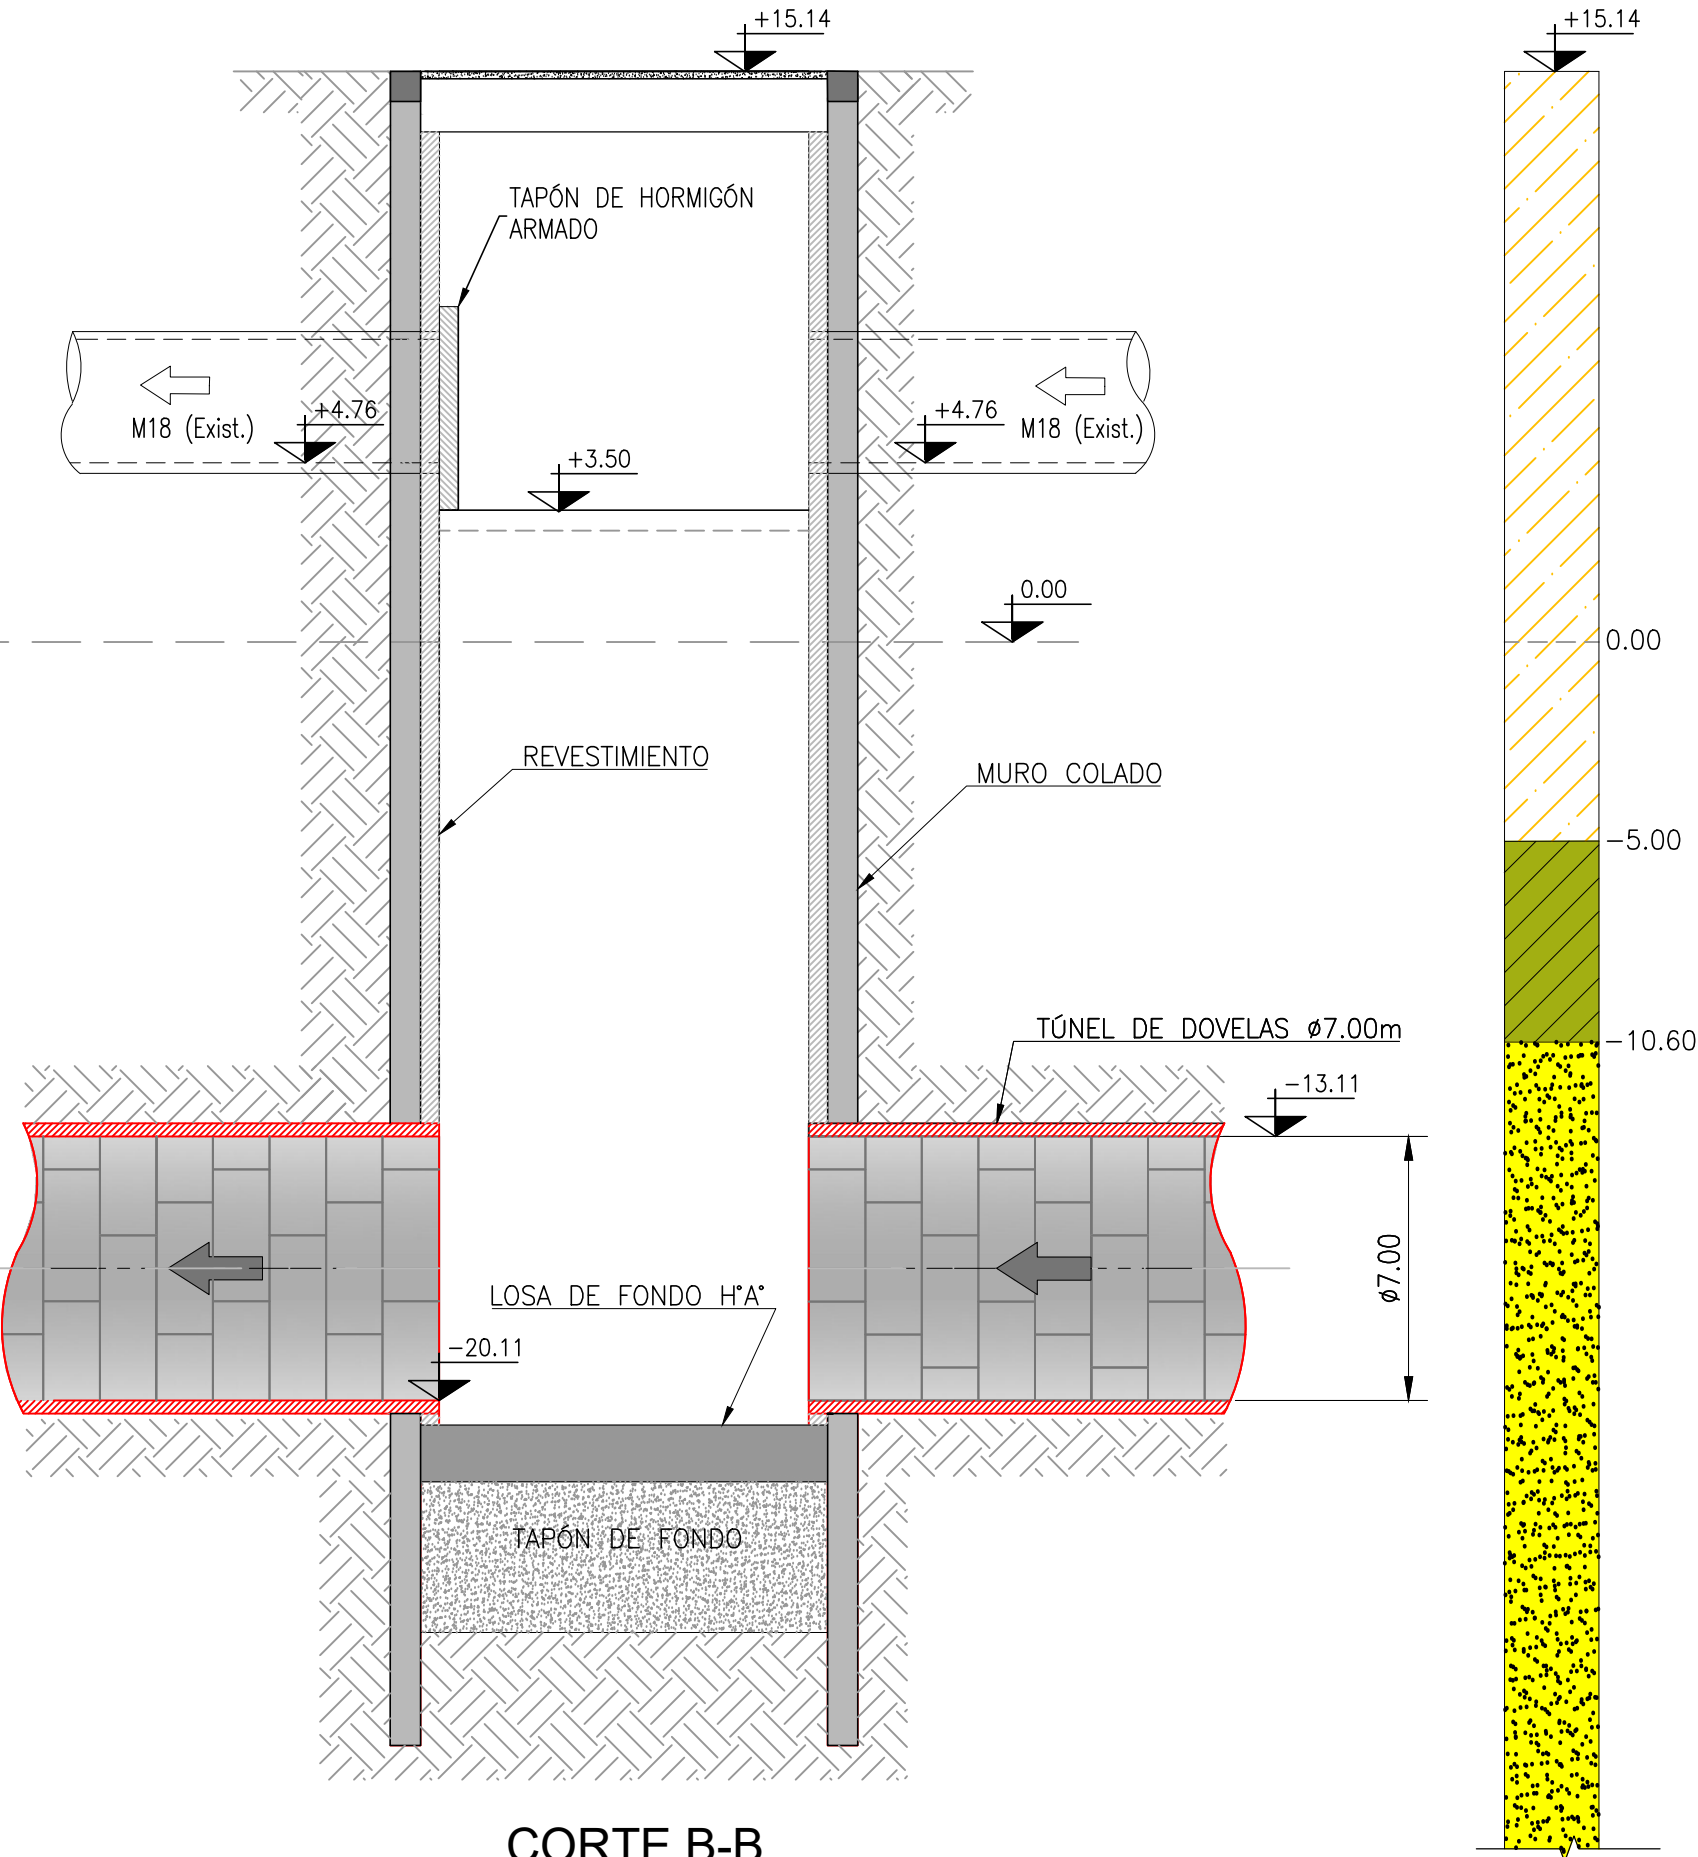 +15.14
+15.14
TAPÓN DE HORMIGÓN
ARMADO
M18 (Exist.)
+4.76
+4.76
M18 (Exist.)
+3.50
0.00
0.00
REVESTIMIENTO
MURO COLADO
-5.00
TÚNEL DE DOVELAS ø7.00m
-10.60
-13.11
ø7.00
LOSA DE FONDO H°A°
-20.11
TAPÓN DE FONDO
CORTE B-B